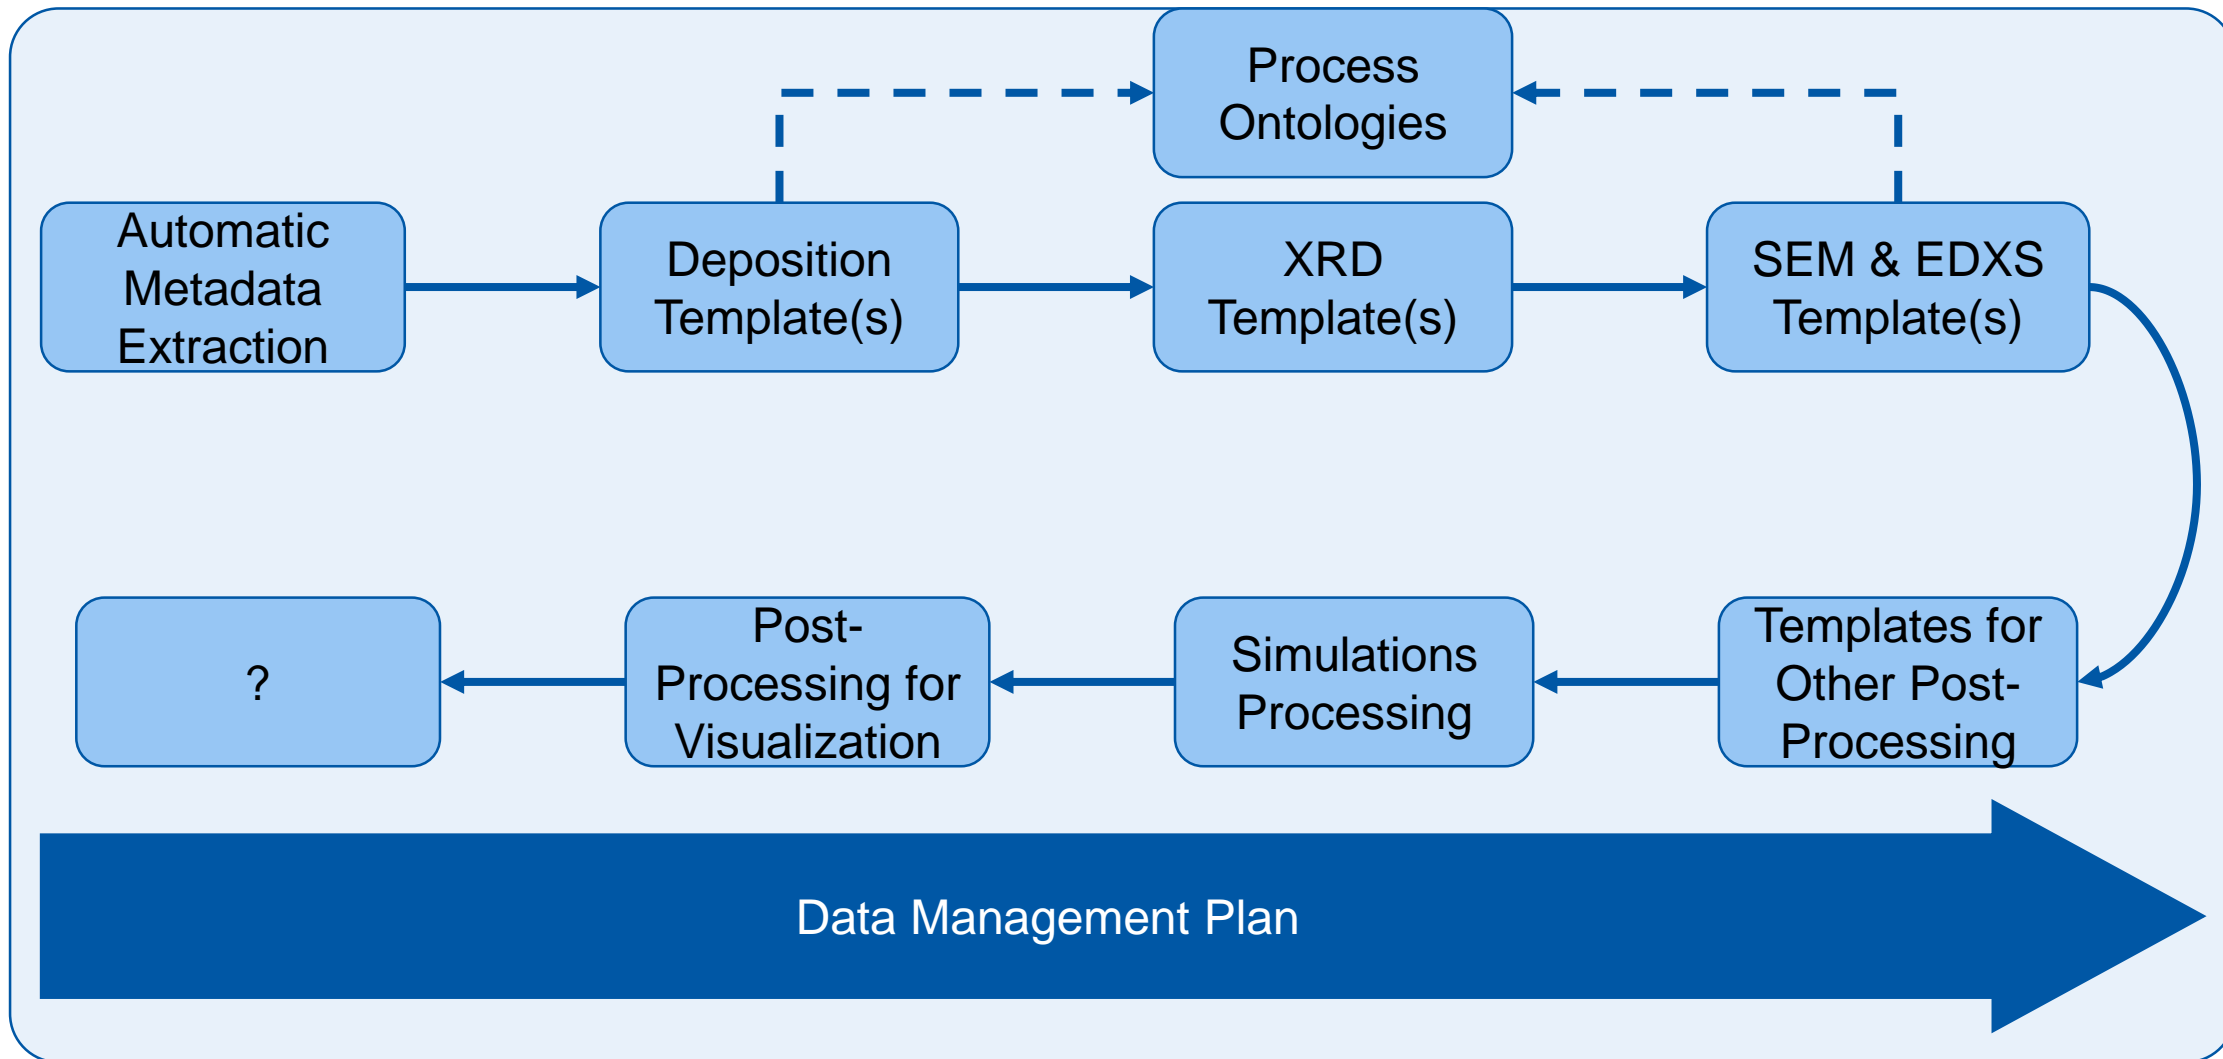 Process
Ontologies
Automatic
Metadata
Extraction
Deposition
Template(s)
XRD
Template(s)
SEM & EDXS
Template(s)
?
Post-
Processing for
Visualization
Simulations
Processing
Templates for
Other Post-
Processing
Data Management Plan